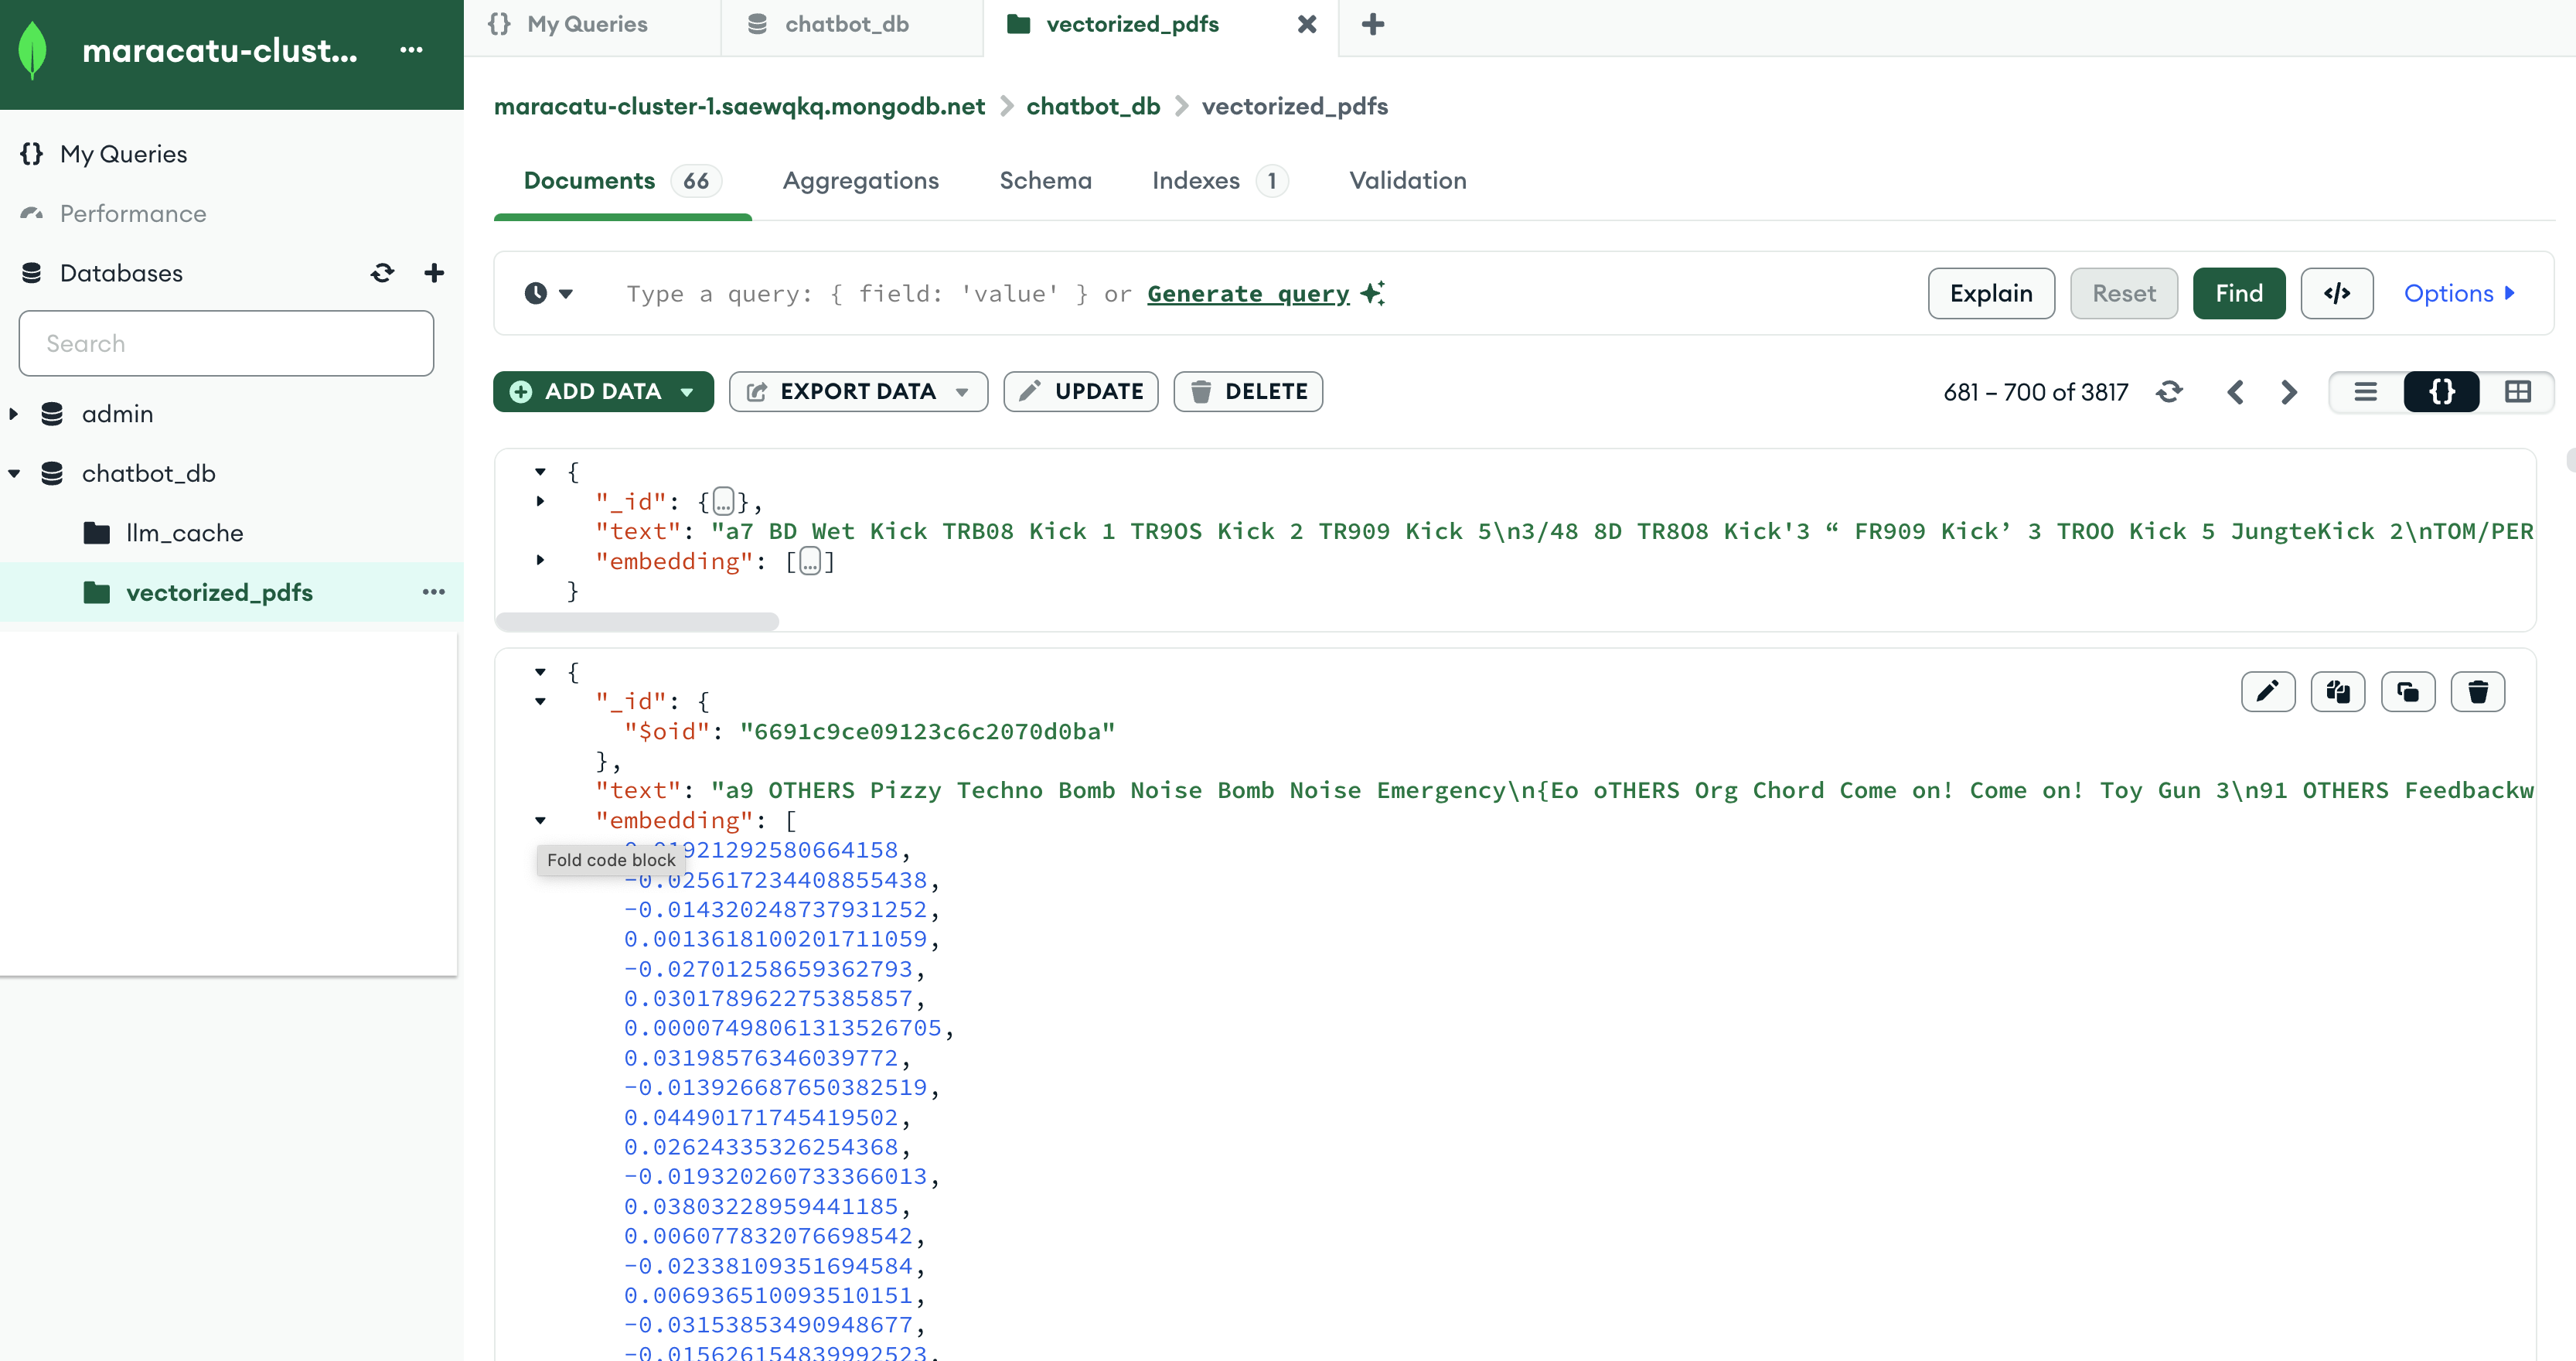 maracatu-clust...
My Queries
Performance
Databases
Search
admin
chatbot_db
llm_cache
vectorized_pdfs
{} My Queries
chatbot_db
vectorized_pdfs
maracatu-cluster-1.saewqkq.mongodb.net > chatbot_db > vectorized_pdfs
Documents 66 Aggregations Schema Indexes 1 Validation
Type a query: { field: 'value' } or Generate query
Explain Reset Find </> Options
ADD DATA EXPORT DATA UPDATE DELETE
681 – 700 of 3817 {}
{
"_id": {...},
"text": "a7 BD Wet Kick TRB08 Kick 1 TR9OS Kick 2 TR909 Kick 5\n3/48 8D TR8O8 Kick'3 “ FR909 Kick’ 3 TROO Kick 5 JungteKick 2\nTOM/PER
"embedding": [...]
}
{
"_id": {
"$oid": "6691c9ce09123c6c2070d0ba"
},
"text": "a9 OTHERS Pizzy Techno Bomb Noise Bomb Noise Emergency\n{Eo oTHERS Org Chord Come on! Come on! Toy Gun 3\n91 OTHERS Feedbackw
"embedding": [
0.01921292580664158,
Fold code block
-0.025617234408855438,
-0.014320248737931252,
0.0013618100201711059,
-0.02701258659362793,
0.030178962275385857,
0.00007498061313526705,
0.03198576346039772,
-0.013926687650382519,
0.04490171745419502,
0.02624335326254368,
-0.019320260733366013,
0.03803228959441185,
0.006077832076698542,
-0.02338109351694584,
0.006936510093510151,
-0.03153853490948677,
-0.015626154839992523,